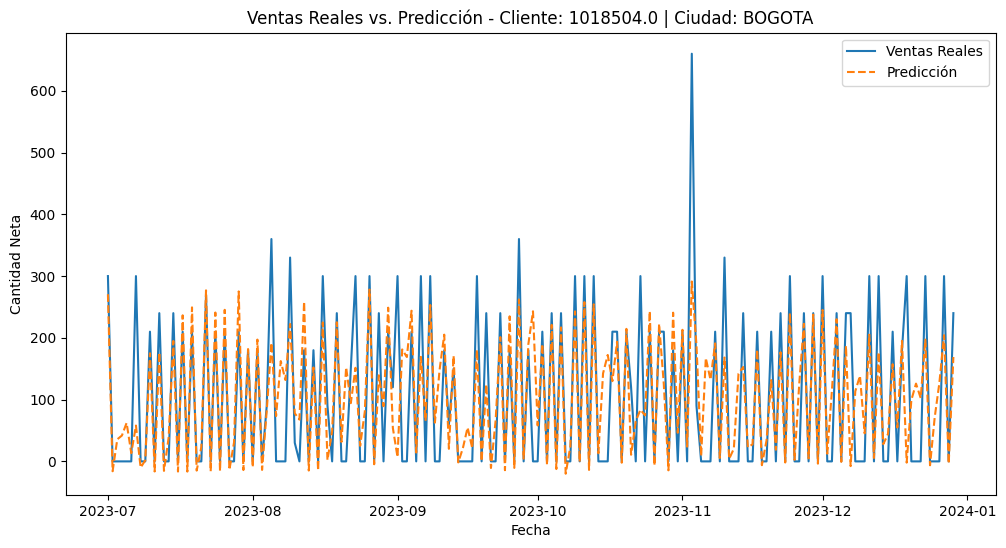 Ventas Reales vs. Predicción - Cliente: 1018504.0 | Ciudad: BOGOTA
Ventas Reales
Predicción
Cantidad Neta
600
500
400
300
200
100
0
2023-07
2023-08
2023-09
2023-10
2023-11
2023-12
2024-01
Fecha